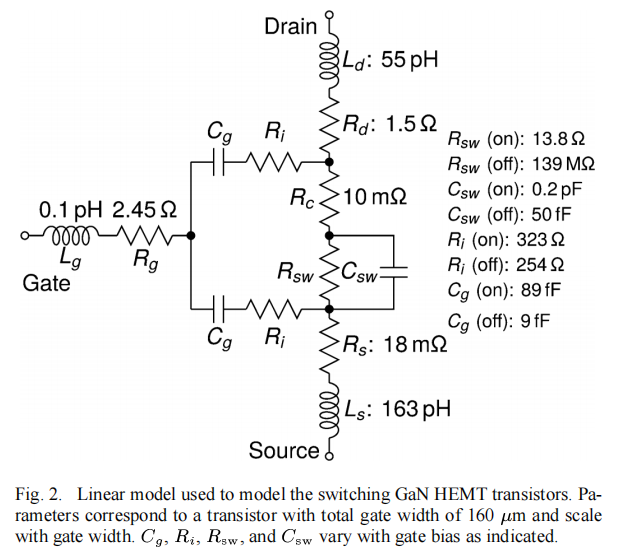 Drain
L_d: 55 pH
R_d: 1.5 Ω
C_g R_i
R_sw (on): 13.8 Ω
R_sw (off): 139 MΩ
C_sw (on): 0.2 pF
C_sw (off): 50 fF
R_i (on): 323 Ω
R_i (off): 254 Ω
C_g (on): 89 fF
C_g (off): 9 fF
R_c 10 mΩ
0.1 pH 2.45 Ω
L_g R_g
Gate
R_sw C_sw
C_g R_i
R_s: 18 mΩ
L_s: 163 pH
Source
Fig. 2. Linear model used to model the switching GaN HEMT transistors. Pa-
rameters correspond to a transistor with total gate width of 160 μm and scale
with gate width. C_g, R_i, R_sw, and C_sw vary with gate bias as indicated.